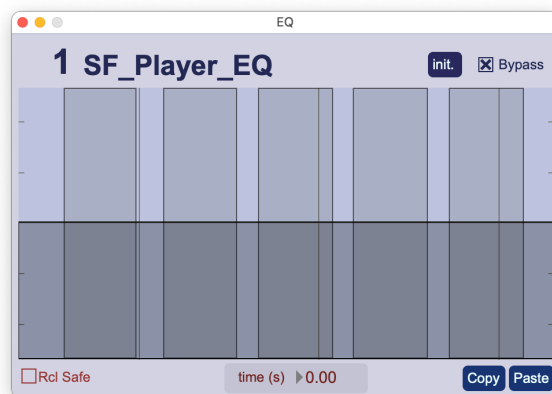 EQ
1 SF_Player_EQ
init.
Bypass
Rcl Safe
time (s) 0.00
Copy Paste